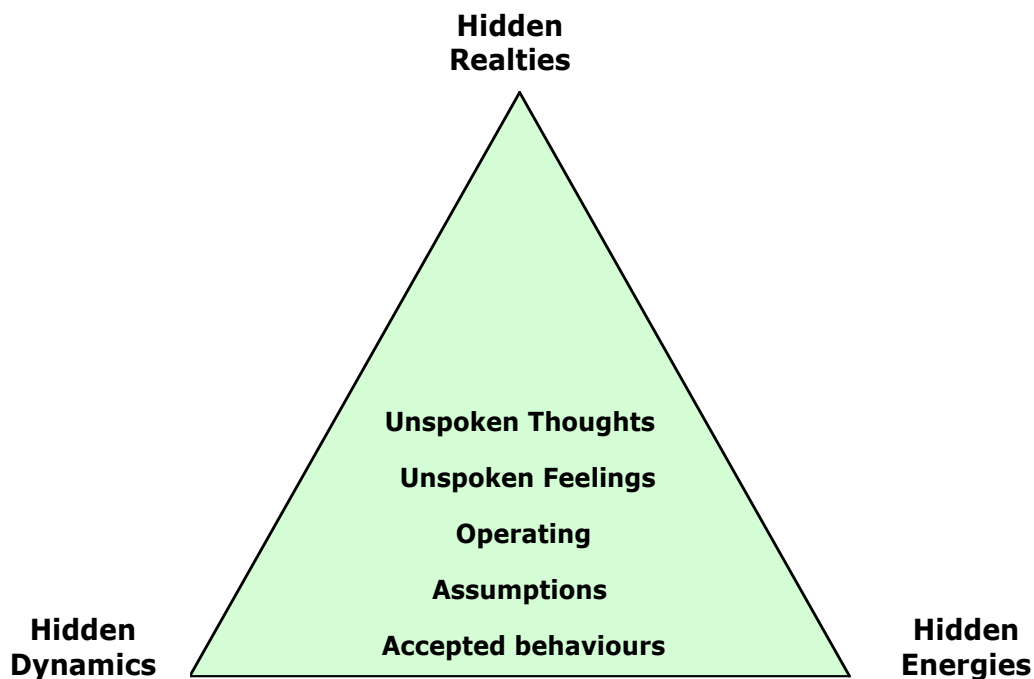 Hidden
Realties
Unspoken Thoughts
Unspoken Feelings
Operating
Assumptions
Accepted behaviours
Hidden
Dynamics
Hidden
Energies